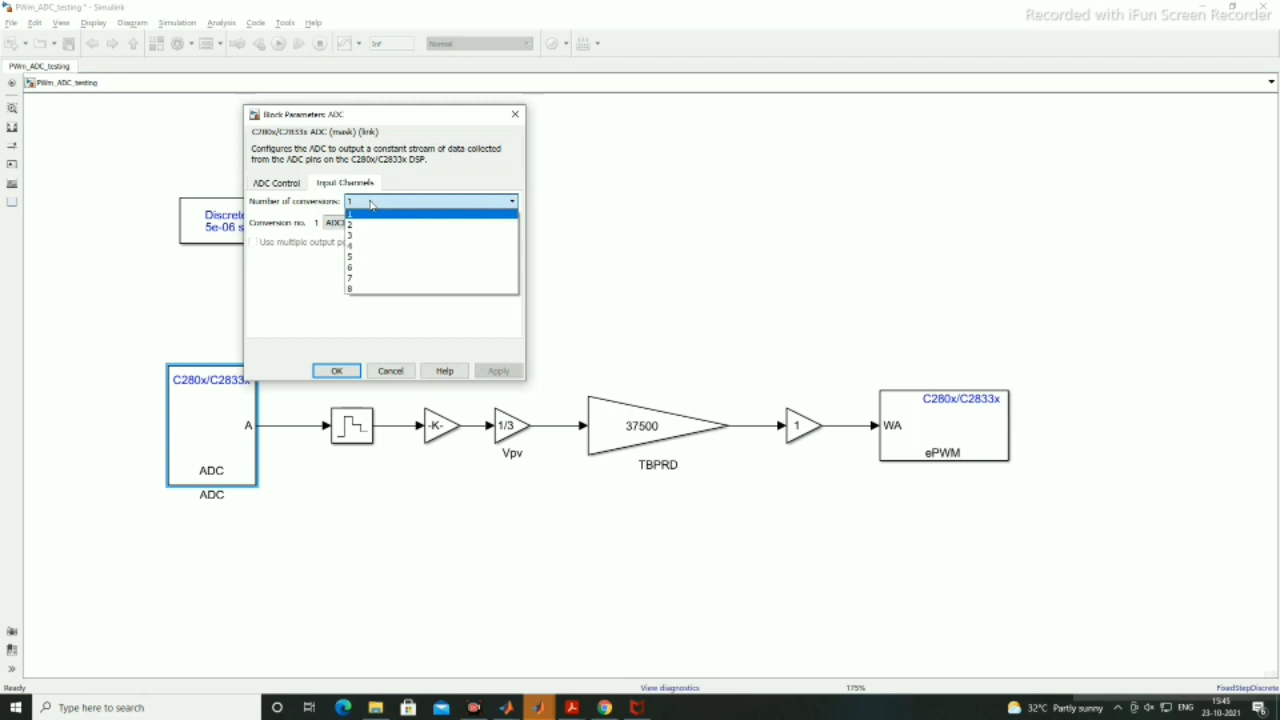 PWm_ADC_testing * - Simulink
Recorded with iFun Screen Recorder
File Edit View Display Diagram Simulation Analysis Code Tools Help
Inf
Normal
PWm_ADC_testing
PWm_ADC_testing
Block Parameters: ADC
C280x/C2833x ADC (mask) (link)
Configures the ADC to output a constant stream of data collected
from the ADC pins on the C280x/C2833x DSP.
ADC Control Input Channels
Number of conversions: 1
1
2
3
4
5
6
7
8
Conversion no. 1
Use multiple output
OK Cancel Help Apply
Discrete
5e-06 s
C280x/C2833x
A
ADC
ADC
-K-
1/3
Vpv
37500
TBPRD
1
C280x/C2833x
WA
ePWM
Ready
View diagnostics
175%
FixedStepDiscrete
Type here to search
32°C Partly sunny
ENG
15:45
23-10-2021